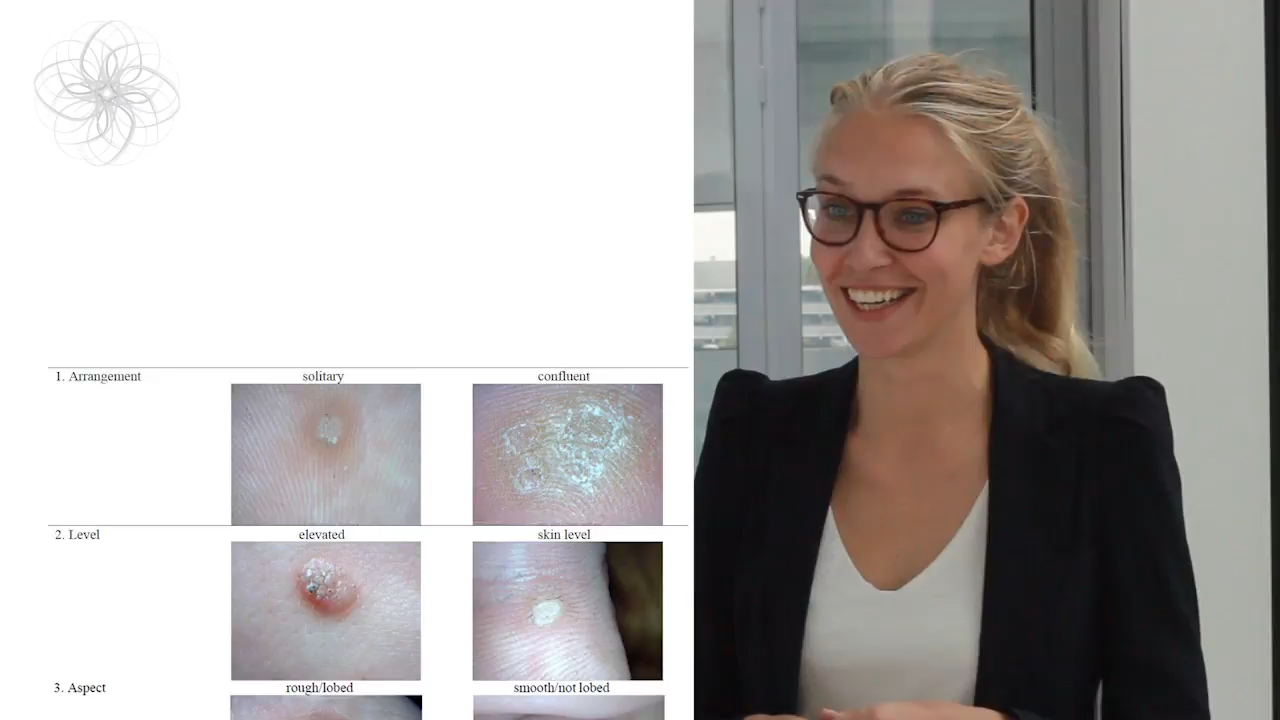 1. Arrangement solitary confluent
2. Level elevated skin level
3. Aspect rough/lobed smooth/not lobed